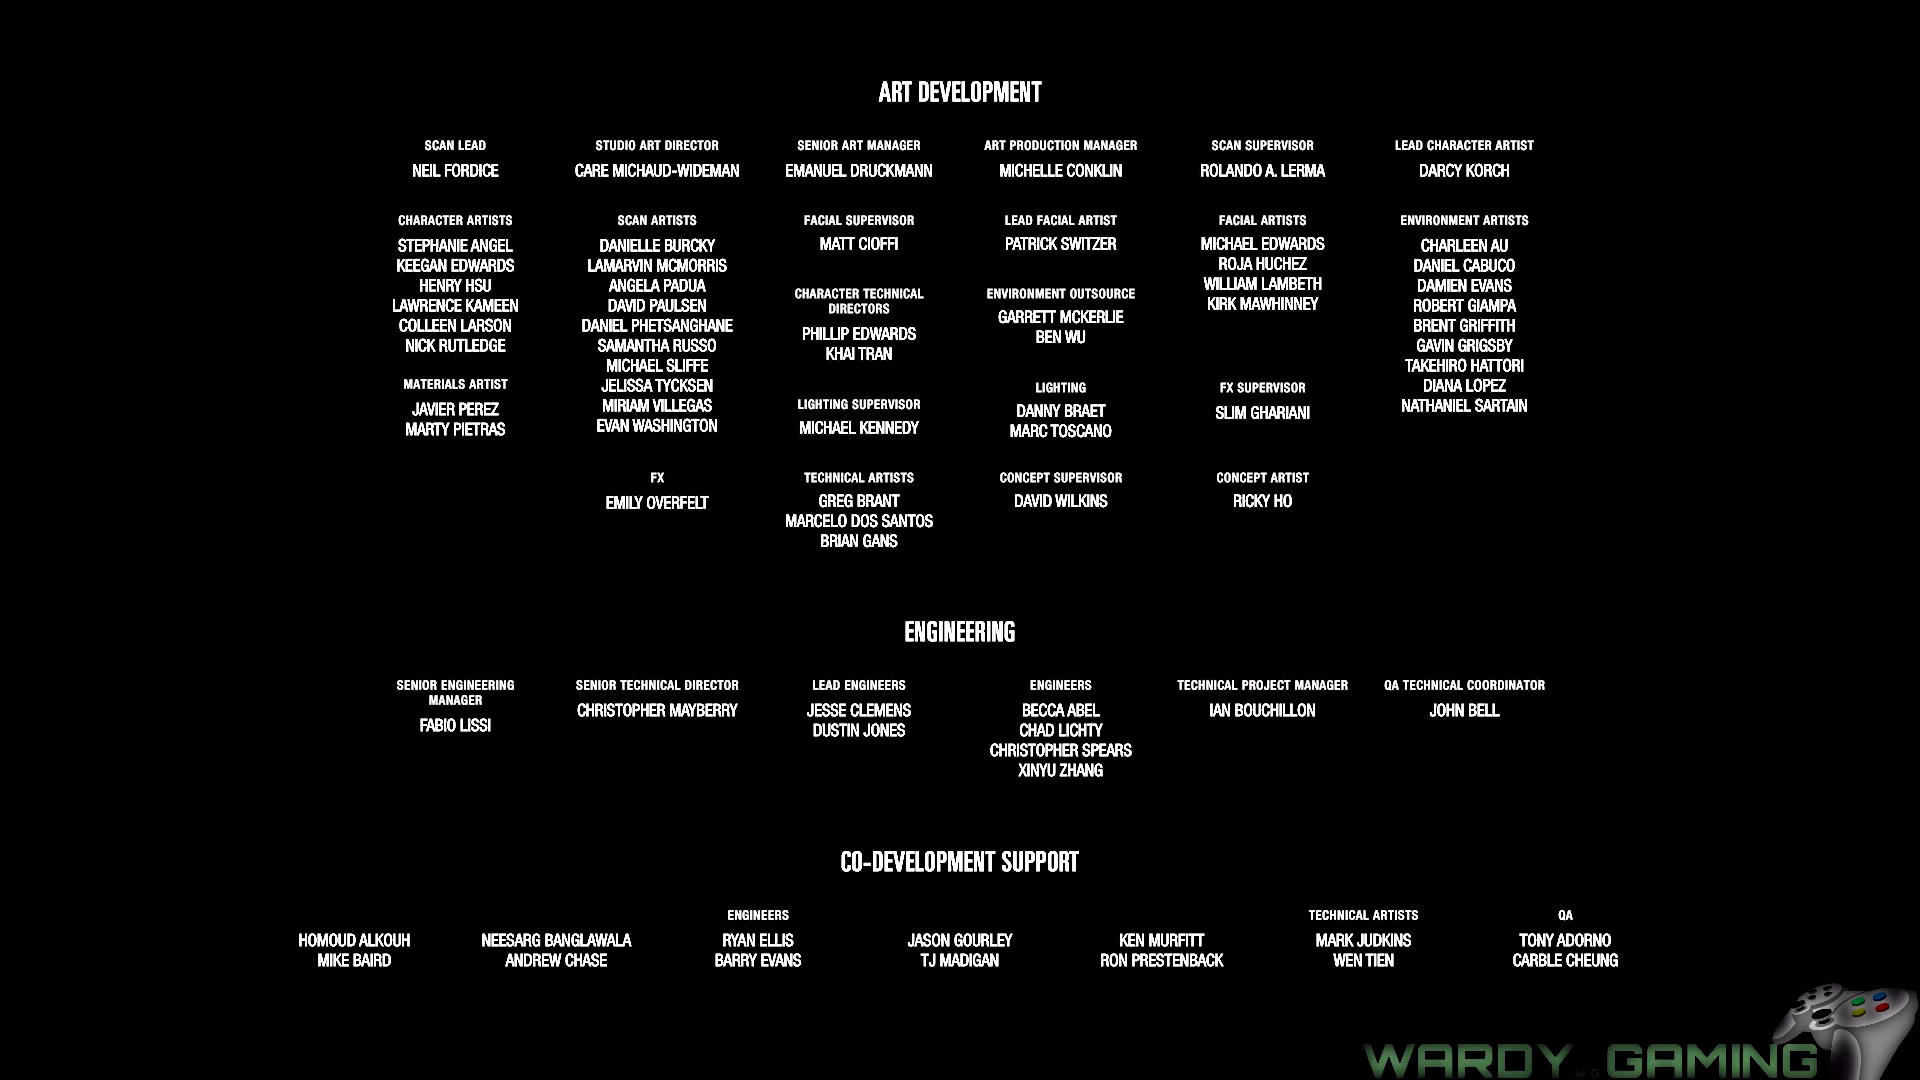 ART DEVELOPMENT
SCAN LEAD
NEIL FORDICE
STUDIO ART DIRECTOR
CARE MICHAUD-WIDEMAN
SENIOR ART MANAGER
EMANUEL DRUCKMANN
ART PRODUCTION MANAGER
MICHELLE CONKLIN
SCAN SUPERVISOR
ROLANDO A. LERMA
LEAD CHARACTER ARTIST
DARCY KORCH
CHARACTER ARTISTS
STEPHANIE ANGEL
KEEGAN EDWARDS
HENRY HSU
LAWRENCE KAMEEN
COLLEEN LARSON
NICK RUTLEDGE
MATERIALS ARTIST
JAVIER PEREZ
MARTY PIETRAS
SCAN ARTISTS
DANIELLE BURCKY
LAMARVIN MCMORRIS
ANGELA PADUA
DAVID PAULSEN
DANIEL PHETSANGHANE
SAMANTHA RUSSO
MICHAEL SLIFFE
JELISSA TYCKSEN
MIRIAM VILLEGAS
EVAN WASHINGTON
FX
EMILY OVERFELT
FACIAL SUPERVISOR
MATT CIOFFI
CHARACTER TECHNICAL
DIRECTORS
PHILLIP EDWARDS
KHAI TRAN
LIGHTING SUPERVISOR
MICHAEL KENNEDY
TECHNICAL ARTISTS
GREG BRANT
MARCELO DOS SANTOS
BRIAN GANS
LEAD FACIAL ARTIST
PATRICK SWITZER
ENVIRONMENT OUTSOURCE
GARRETT MCKERLIE
BEN WU
LIGHTING
DANNY BRAET
MARC TOSCANO
CONCEPT SUPERVISOR
DAVID WILKINS
FACIAL ARTISTS
MICHAEL EDWARDS
ROJA HUCHEZ
WILLIAM LAMBETH
KIRK MAWHINNEY
FX SUPERVISOR
SLIM GHARIANI
CONCEPT ARTIST
RICKY HO
ENVIRONMENT ARTISTS
CHARLEEN AU
DANIEL CABUCO
DAMIEN EVANS
ROBERT GIAMPA
BRENT GRIFFITH
GAVIN GRIGSBY
TAKEHIRO HATTORI
DIANA LOPEZ
NATHANIEL SARTAIN
ENGINEERING
SENIOR ENGINEERING
MANAGER
FABIO LISSI
SENIOR TECHNICAL DIRECTOR
CHRISTOPHER MAYBERRY
LEAD ENGINEERS
JESSE CLEMENS
DUSTIN JONES
ENGINEERS
BECCA ABEL
CHAD LICHTY
CHRISTOPHER SPEARS
XINYU ZHANG
TECHNICAL PROJECT MANAGER
IAN BOUCHILLON
QA TECHNICAL COORDINATOR
JOHN BELL
CO-DEVELOPMENT SUPPORT
HOMOUD ALKOUH
MIKE BAIRD
NEESARG BANGLAWALA
ANDREW CHASE
ENGINEERS
RYAN ELLIS
BARRY EVANS
JASON GOURLEY
TJ MADIGAN
KEN MURFITT
RON PRESTENBACK
TECHNICAL ARTISTS
MARK JUDKINS
WEN TIEN
QA
TONY ADORNO
CARBLE CHEUNG
WARDY GAMING